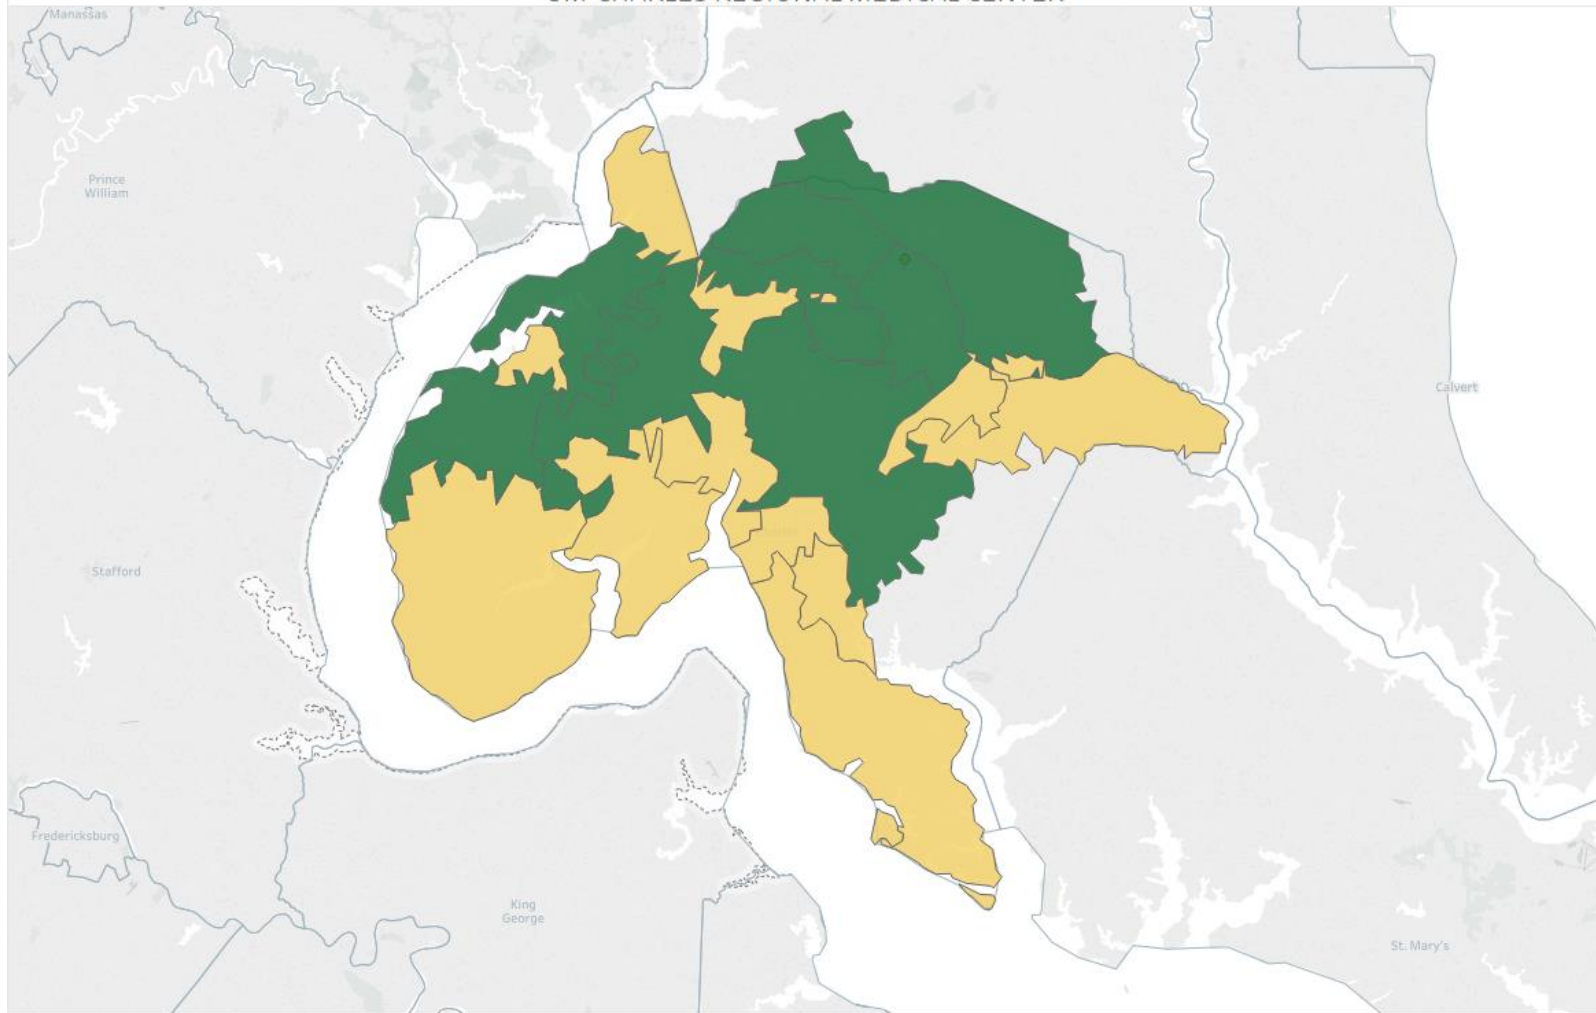 Manassas
Prince
William
Calvert
Stafford
Fredericksburg
King
George
St. Mary's